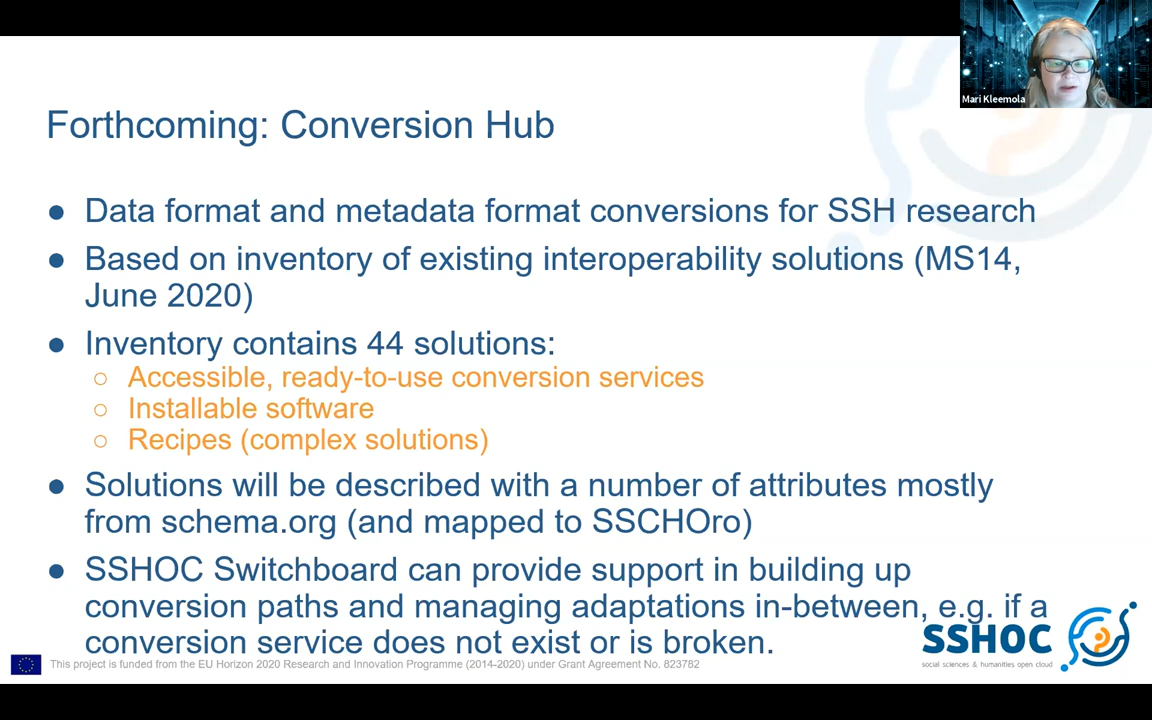 Mari Kleemola
Forthcoming: Conversion Hub
● Data format and metadata format conversions for SSH research
● Based on inventory of existing interoperability solutions (MS14,
June 2020)
● Inventory contains 44 solutions:
○ Accessible, ready-to-use conversion services
○ Installable software
○ Recipes (complex solutions)
● Solutions will be described with a number of attributes mostly
from schema.org (and mapped to SSCHOro)
● SSHOC Switchboard can provide support in building up
conversion paths and managing adaptations in-between, e.g. if a
conversion service does not exist or is broken.
SSHOC
social sciences & humanities open cloud
This project is funded from the EU Horizon 2020 Research and Innovation Programme (2014-2020) under Grant Agreement No. 823782